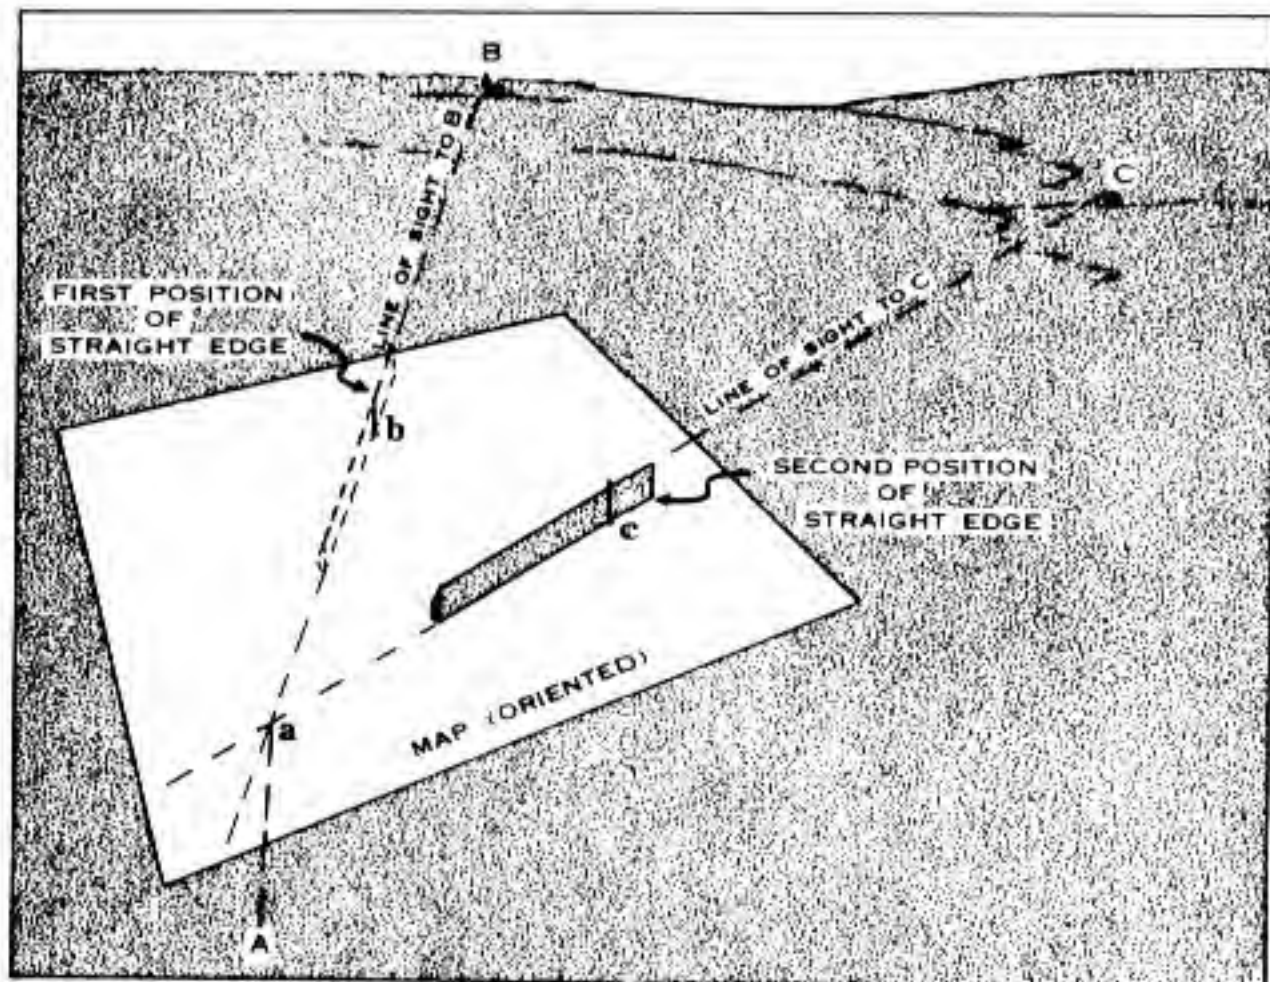 B
LINE OF SIGHT TO B
C
FIRST POSITION
OF
STRAIGHT EDGE
LINE OF SIGHT TO C
b
SECOND POSITION
OF
STRAIGHT EDGE
c
MAP (ORIENTED)
a
A